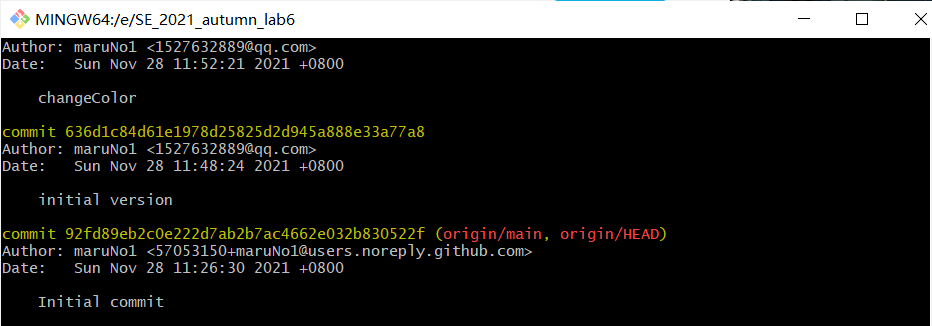 MINGW64:/e/SE_2021_autumn_lab6
Author: maruNo1 <1527632889@qq.com>
Date:   Sun Nov 28 11:52:21 2021 +0800
    changeColor
commit 636d1c84d61e1978d25825d2d945a888e33a77a8
Author: maruNo1 <1527632889@qq.com>
Date:   Sun Nov 28 11:48:24 2021 +0800
    initial version
commit 92fd89eb2c0e222d7ab2b7ac4662e032b830522f (origin/main, origin/HEAD)
Author: maruNo1 <57053150+maruNo1@users.noreply.github.com>
Date:   Sun Nov 28 11:26:30 2021 +0800
    Initial commit